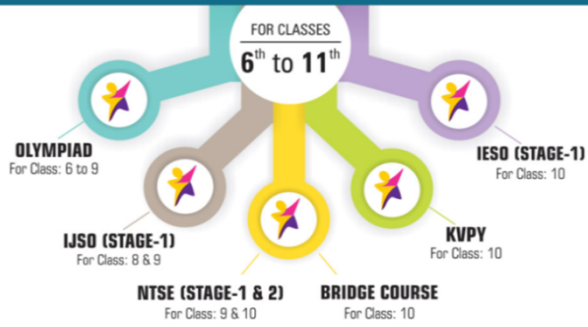 FOR CLASSES
6th to 11th
OLYMPIAD
For Class: 6 to 9
IJSO (STAGE-1)
For Class: 8 & 9
NTSE (STAGE-1 & 2)
For Class: 9 & 10
BRIDGE COURSE
For Class: 10
KVPY
For Class: 10
IESO (STAGE-1)
For Class: 10